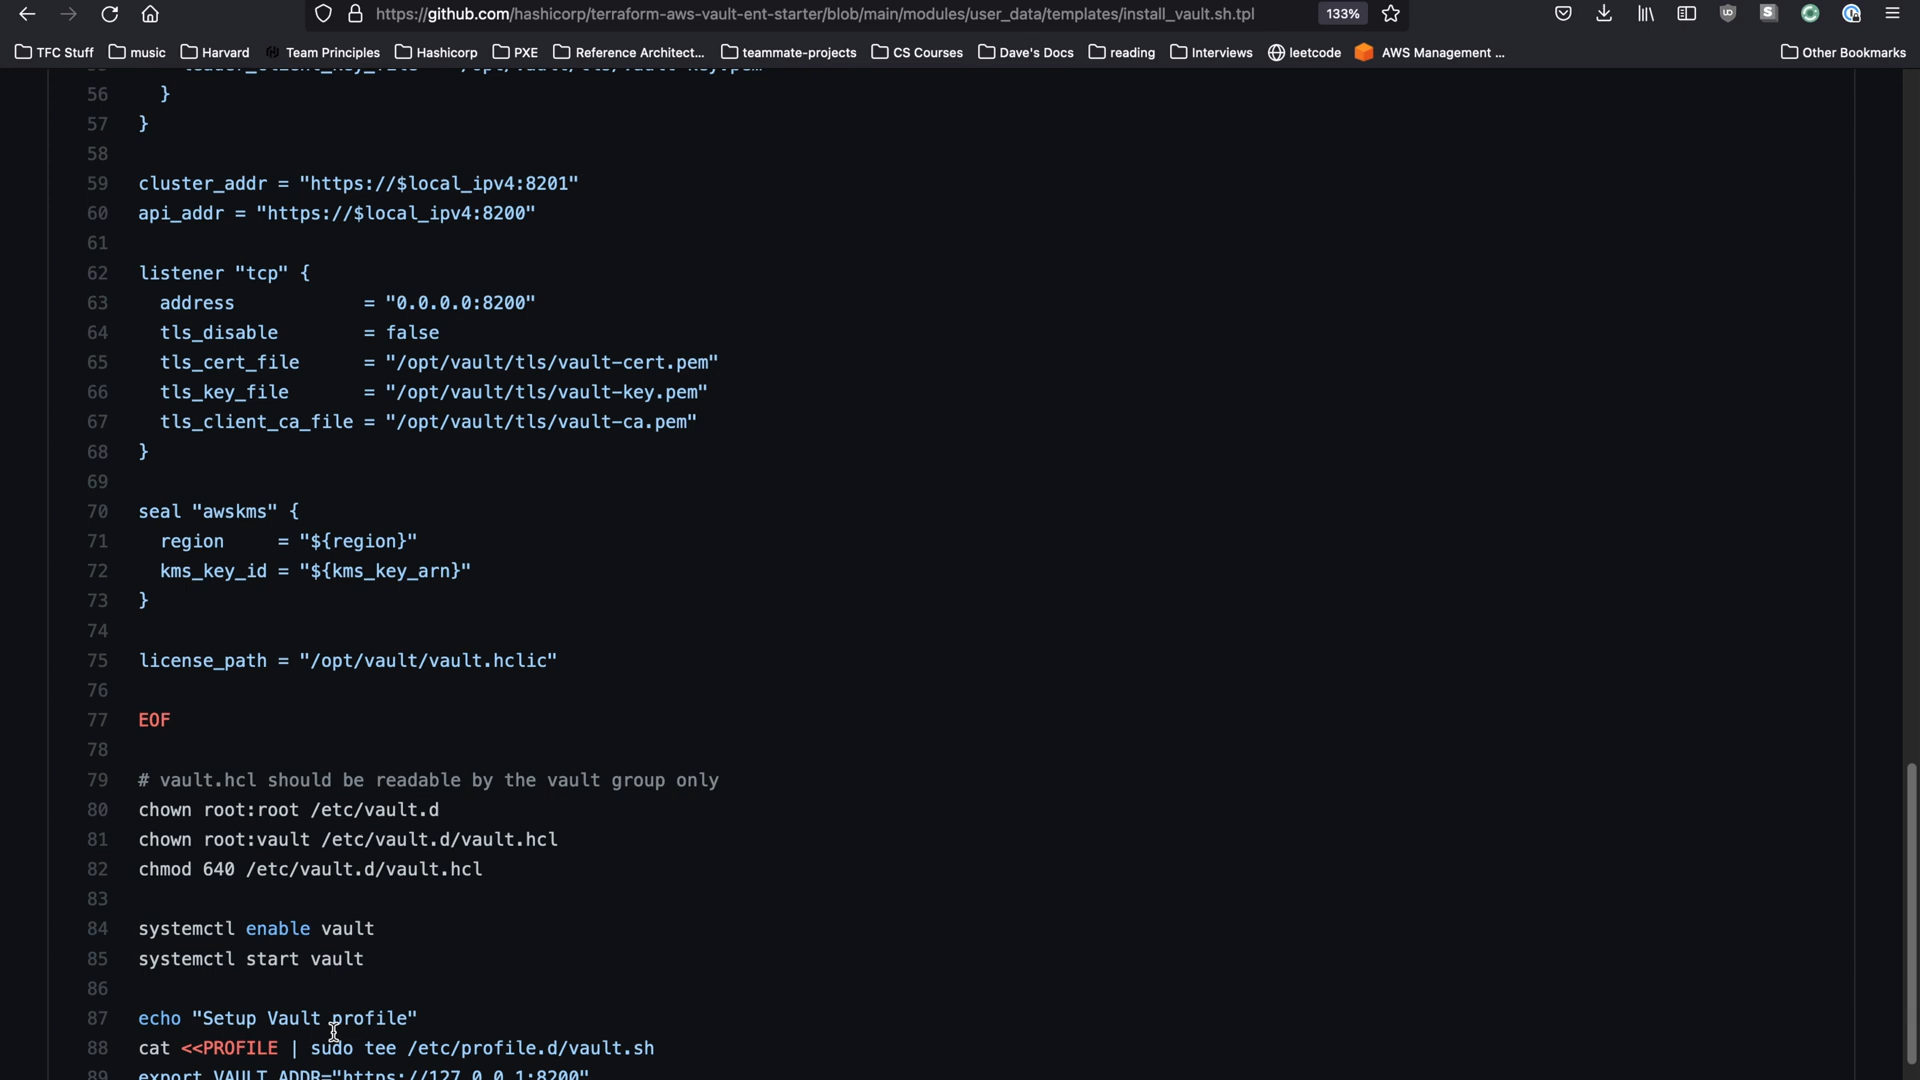 https://github.com/hashicorp/terraform-aws-vault-ent-starter/blob/main/modules/user_data/templates/install_vault.sh.tpl 133%
TFC Stuff music Harvard Team Principles Hashicorp PXE Reference Architect... teammate-projects CS Courses Dave's Docs reading Interviews leetcode AWS Management ... Other Bookmarks
56 }
57 }
58
59 cluster_addr = "https://$local_ipv4:8201"
60 api_addr = "https://$local_ipv4:8200"
61
62 listener "tcp" {
63 address = "0.0.0.0:8200"
64 tls_disable = false
65 tls_cert_file = "/opt/vault/tls/vault-cert.pem"
66 tls_key_file = "/opt/vault/tls/vault-key.pem"
67 tls_client_ca_file = "/opt/vault/tls/vault-ca.pem"
68 }
69
70 seal "awskms" {
71 region = "${region}"
72 kms_key_id = "${kms_key_arn}"
73 }
74
75 license_path = "/opt/vault/vault.hclic"
76
77 EOF
78
79 # vault.hcl should be readable by the vault group only
80 chown root:root /etc/vault.d
81 chown root:vault /etc/vault.d/vault.hcl
82 chmod 640 /etc/vault.d/vault.hcl
83
84 systemctl enable vault
85 systemctl start vault
86
87 echo "Setup Vault profile"
88 cat <<PROFILE | sudo tee /etc/profile.d/vault.sh
89 export VAULT_ADDR="https://127.0.0.1:8200"